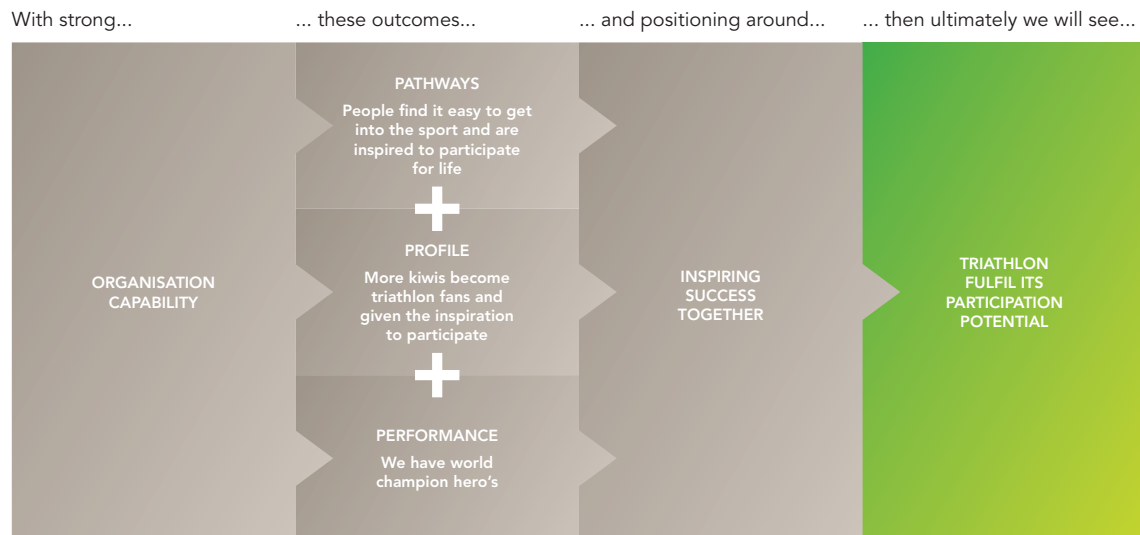 With strong...
... these outcomes...
... and positioning around...
... then ultimately we will see...
ORGANISATION
CAPABILITY
PATHWAYS
People find it easy to get
into the sport and are
inspired to participate
for life
PROFILE
More kiwis become
triathlon fans and
given the inspiration
to participate
PERFORMANCE
We have world
champion hero's
INSPIRING
SUCCESS
TOGETHER
TRIATHLON
FULFIL ITS
PARTICIPATION
POTENTIAL